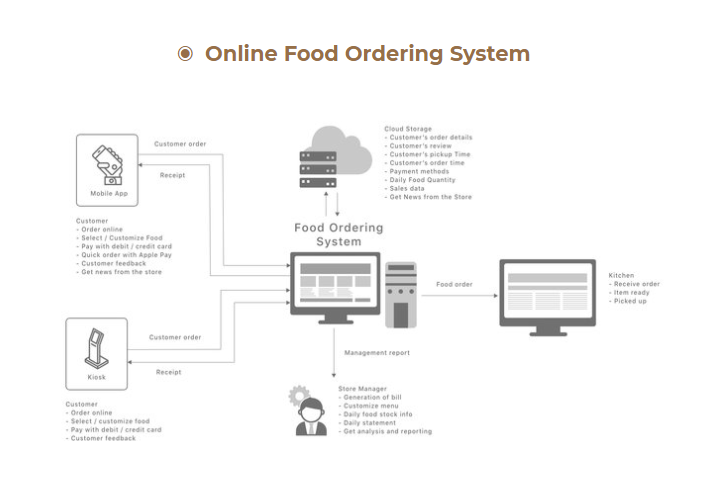 Online Food Ordering System
Customer order
Receipt
Mobile App
Customer
- Order online
- Select / Customize Food
- Pay with debit / credit card
- Quick order with Apple Pay
- Customer feedback
- Get news from the store
Cloud Storage
- Customer's order details
- Customer's review
- Customer's pickup Time
- Customer's order time
- Payment methods
- Daily Food Quantity
- Sales data
- Get News from the Store
Food Ordering
System
Food order
Kitchen
- Receive order
- Item ready
- Picked up
Customer order
Receipt
Kiosk
Customer
- Order online
- Select / customize food
- Pay with debit / credit card
- Customer feedback
Management report
Store Manager
- Generation of bill
- Customize menu
- Daily food stock info
- Daily statement
- Get analysis and reporting